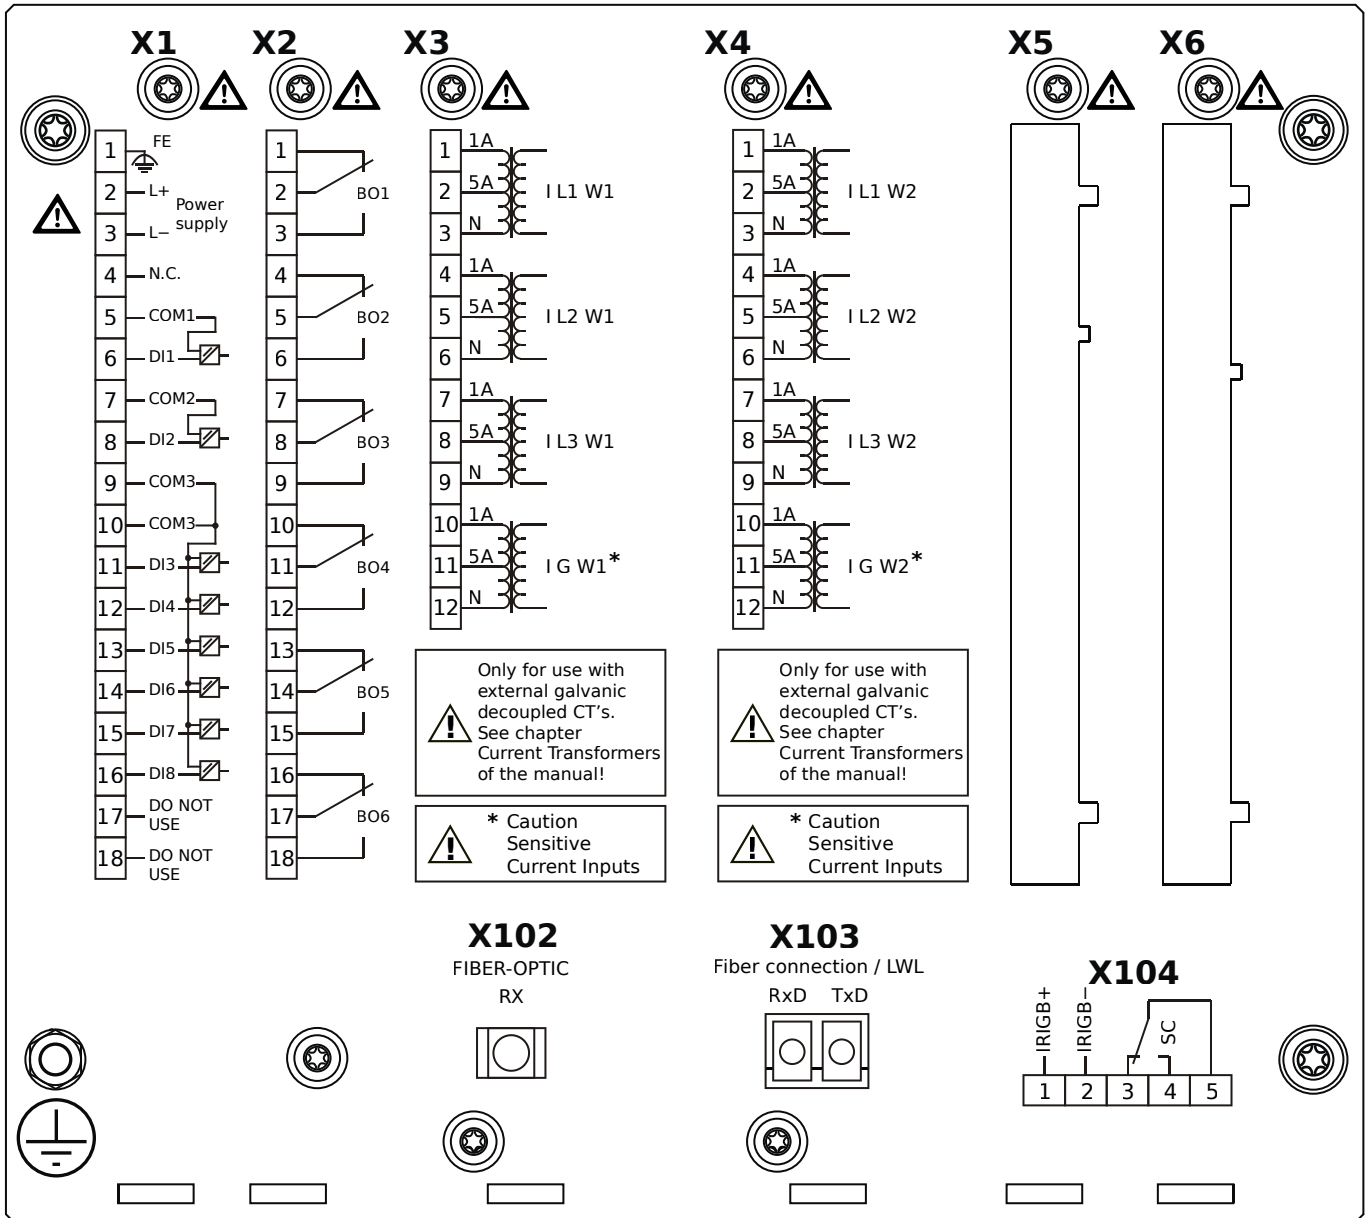 X1
X2
X3
X4
X5
X6
1
FE
2
L+
Power
supply
3
L−
4
N.C.
5
COM1
6
DI1
7
COM2
8
DI2
9
COM3
10
COM3
11
DI3
12
DI4
13
DI5
14
DI6
15
DI7
16
DI8
17
DO NOT
USE
18
DO NOT
USE
1
2
BO1
3
4
5
BO2
6
7
8
BO3
9
10
11
BO4
12
13
14
BO5
15
16
17
BO6
18
1
1A
2
5A
I L1 W1
3
N
4
1A
5
5A
I L2 W1
6
N
7
1A
8
5A
I L3 W1
9
N
10
1A
11
5A
I G W1*
12
N
Only for use with
external galvanic
decoupled CT's.
See chapter
Current Transformers
of the manual!
* Caution
Sensitive
Current Inputs
1
1A
2
5A
I L1 W2
3
N
4
1A
5
5A
I L2 W2
6
N
7
1A
8
5A
I L3 W2
9
N
10
1A
11
5A
I G W2*
12
N
Only for use with
external galvanic
decoupled CT's.
See chapter
Current Transformers
of the manual!
* Caution
Sensitive
Current Inputs
X102
FIBER-OPTIC
RX
X103
Fiber connection / LWL
RxD TxD
X104
IRIGB+
IRIGB−
SC
1 2 3 4 5